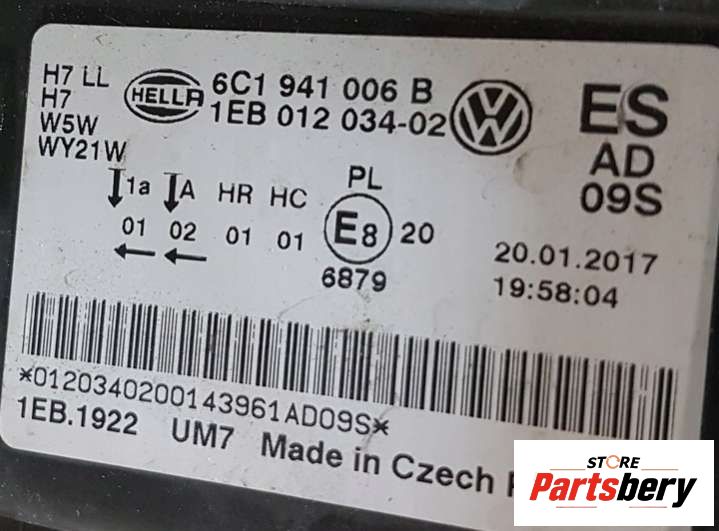 H7 LL
H7
W5W
WY21W
HELLA
6C1 941 006 B
1EB 012 034-02
VW
ES
AD
09S
1a A HR HC
01 02 01 01
PL
E8 20
6879
20.01.2017
19:58:04
*0120340200143961AD09S*
1EB.1922 UM7 Made in Czech
STORE
Partsbery